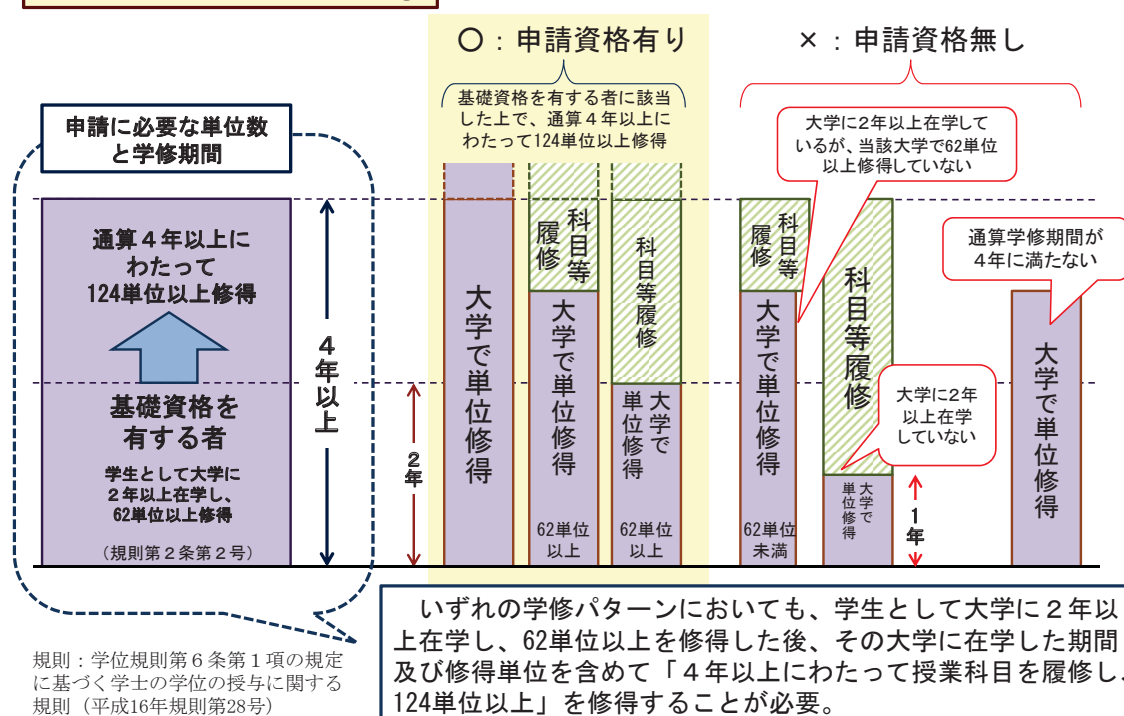 〇：申請資格有り
×：申請資格無し
基礎資格を有する者に該当
した上で、通算４年以上に
わたって124単位以上修得
申請に必要な単位数
と学修期間
大学に2年以上在学して
いるが、当該大学で62単位
以上修得していない
通算学修期間が
４年に満たない
通算４年以上に
わたって
124単位以上修得
基礎資格を
有する者
学生として大学に
２年以上在学し、
62単位以上修得
（規則第２条第２号）
４年以上
２年
大学で単位修得
科目等
履修
大学で単位修得
62単位
以上
科目等履修
大学で
単位修得
62単位
以上
科目等
履修
大学で単位修得
62単位
未満
科目等履修
大学で
単位修得
大学に２年
以上在学
していない
１年
大学で単位修得
いずれの学修パターンにおいても、学生として大学に２年以
上在学し、62単位以上を修得した後、その大学に在学した期間
及び修得単位を含めて「４年以上にわたって授業科目を履修し、
124単位以上」を修得することが必要。
規則：学位規則第６条第１項の規定
に基づく学士の学位の授与に関する
規則（平成16年規則第28号）